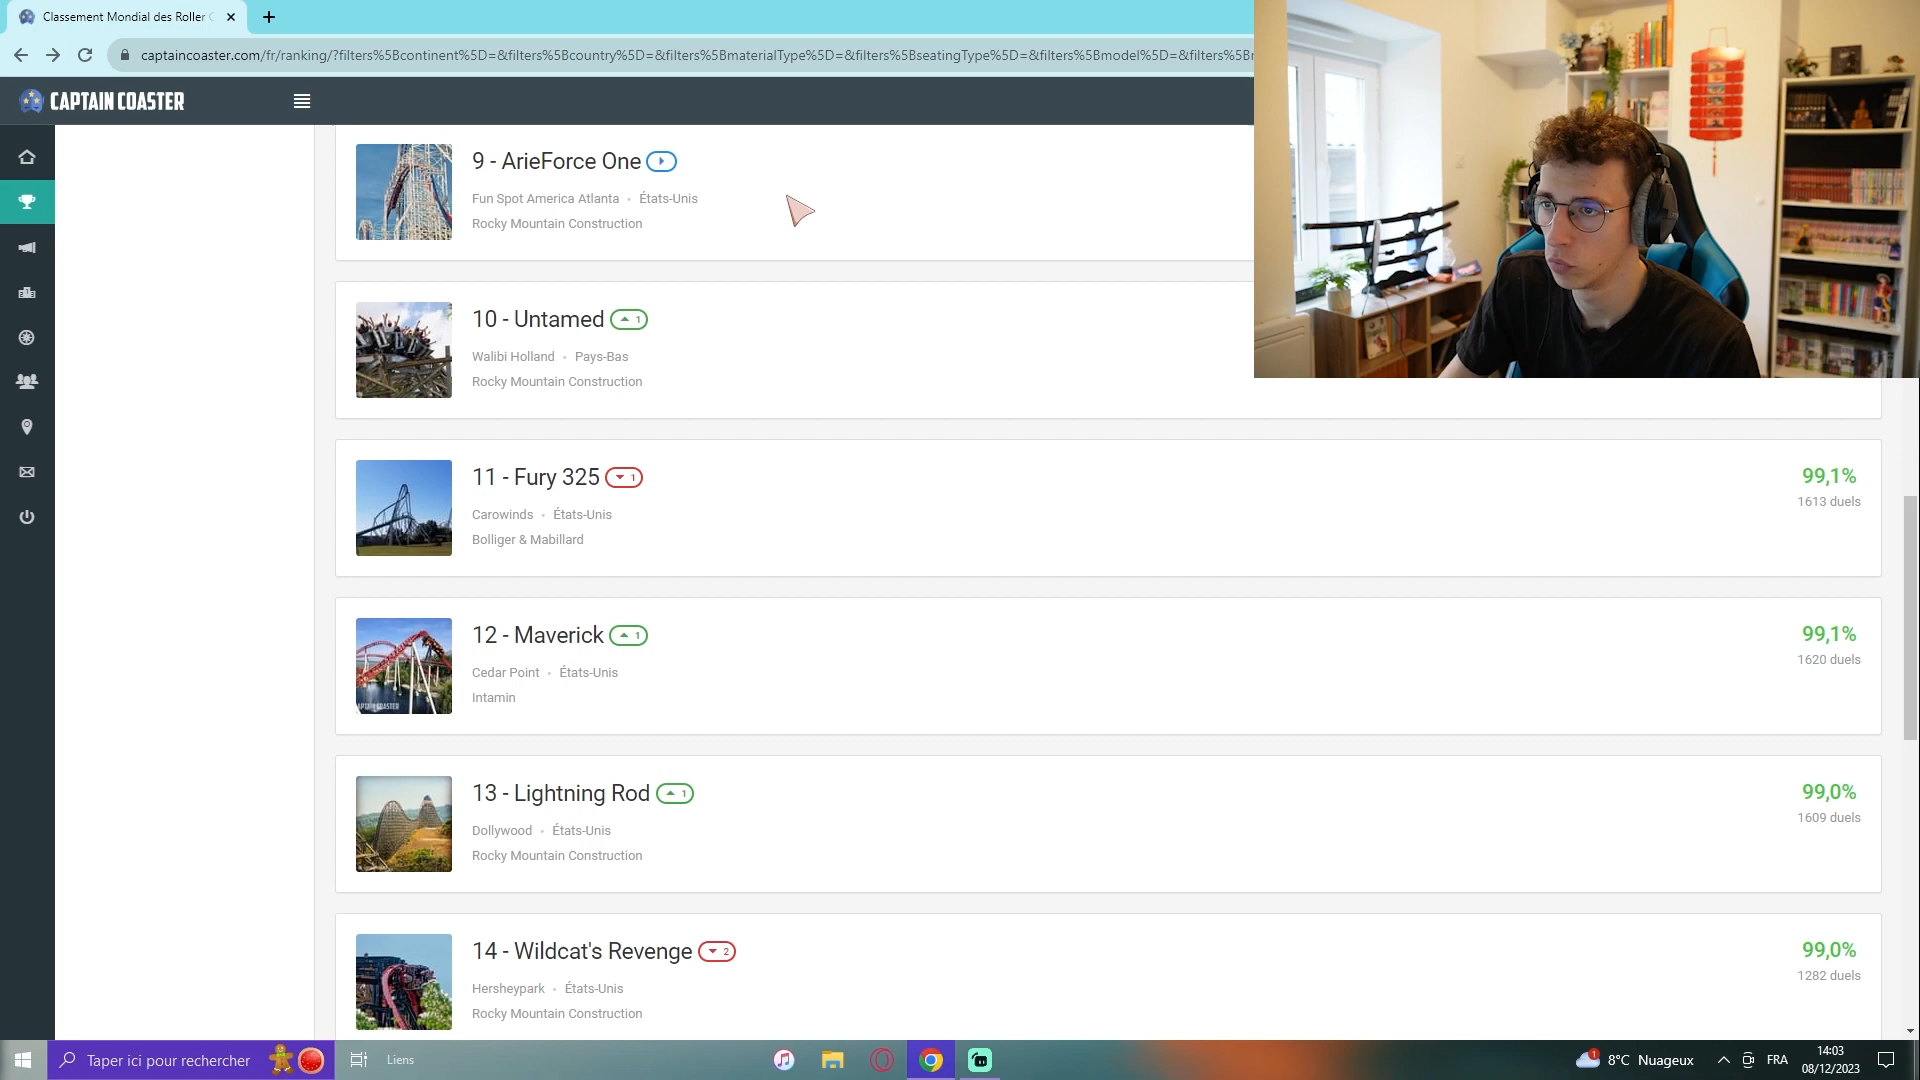 Classement Mondial des Roller C
captaincoaster.com/fr/ranking/?filters%5Bcontinent%5D=&filters%5Bcountry%5D=&filters%5BmaterialType%5D=&filters%5BseatingType%5D=&filters%5Bmodel%5D=&filters%5B
CAPTAIN COASTER
9 - ArieForce One
Fun Spot America Atlanta • États-Unis
Rocky Mountain Construction
10 - Untamed 1
Walibi Holland • Pays-Bas
Rocky Mountain Construction
11 - Fury 325 1
99,1%
Carowinds • États-Unis
1613 duels
Bolliger & Mabillard
12 - Maverick 1
99,1%
Cedar Point • États-Unis
1620 duels
Intamin
CAPTAIN COASTER
13 - Lightning Rod 1
99,0%
Dollywood • États-Unis
1609 duels
Rocky Mountain Construction
14 - Wildcat's Revenge 2
99,0%
Hersheypark • États-Unis
1282 duels
Rocky Mountain Construction
Taper ici pour rechercher
Liens
1
8°C Nuageux
FRA
14:03
08/12/2023